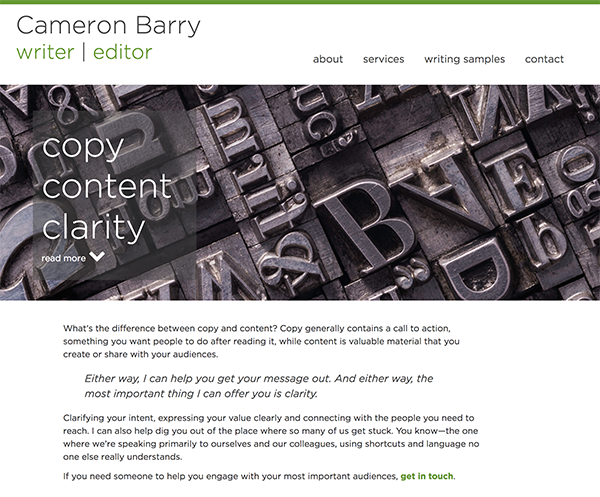 Cameron Barry
writer | editor
about services writing samples contact
copy
content
clarity
read more
What's the difference between copy and content? Copy generally contains a call to action,
something you want people to do after reading it, while content is valuable material that you
create or share with your audiences.
Either way, I can help you get your message out. And either way, the
most important thing I can offer you is clarity.
Clarifying your intent, expressing your value clearly and connecting with the people you need to
reach. I can also help dig you out of the place where so many of us get stuck. You know—the one
where we're speaking primarily to ourselves and our colleagues, using shortcuts and language no
one else really understands.
If you need someone to help you engage with your most important audiences, get in touch.